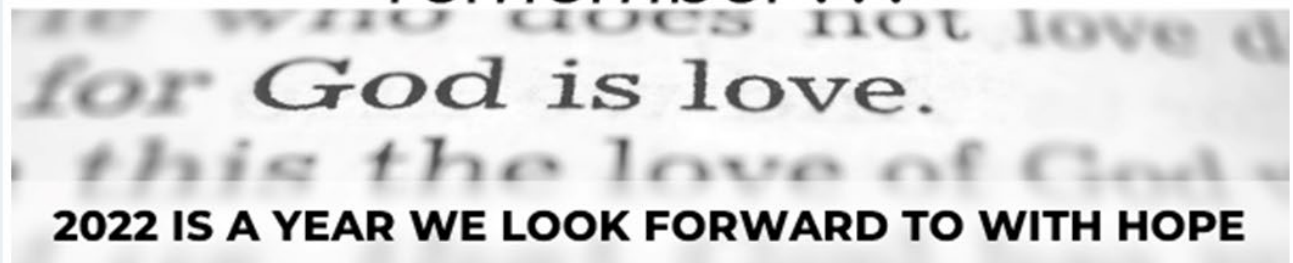 who does not love
for God is love.
this the love of God
2022 IS A YEAR WE LOOK FORWARD TO WITH HOPE